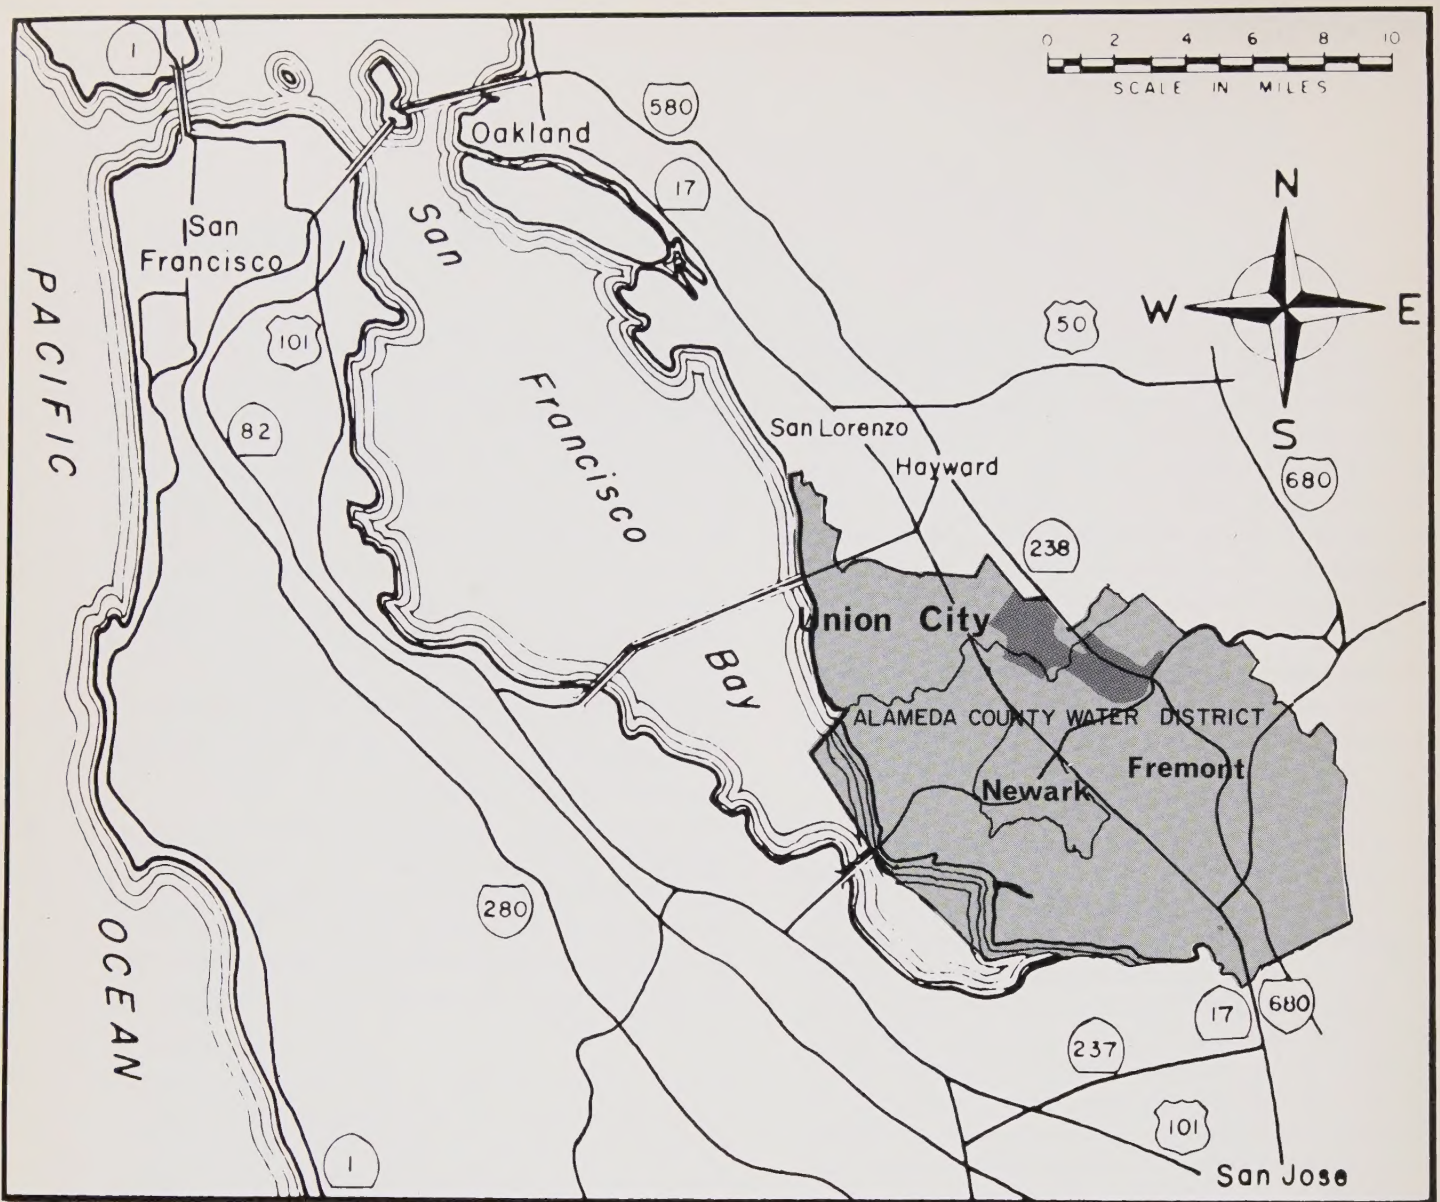 0 2 4 6 8 10
SCALE IN MILES
1
580
Oakland
17
N
San
Francisco
San
W
E
50
101
PACIFIC
Francisco
82
San Lorenzo
S
Hayward
680
238
Union City
Bay
ALAMEDA COUNTY WATER DISTRICT
Fremont
Newark
280
OCEAN
17
680
237
101
1
San Jose